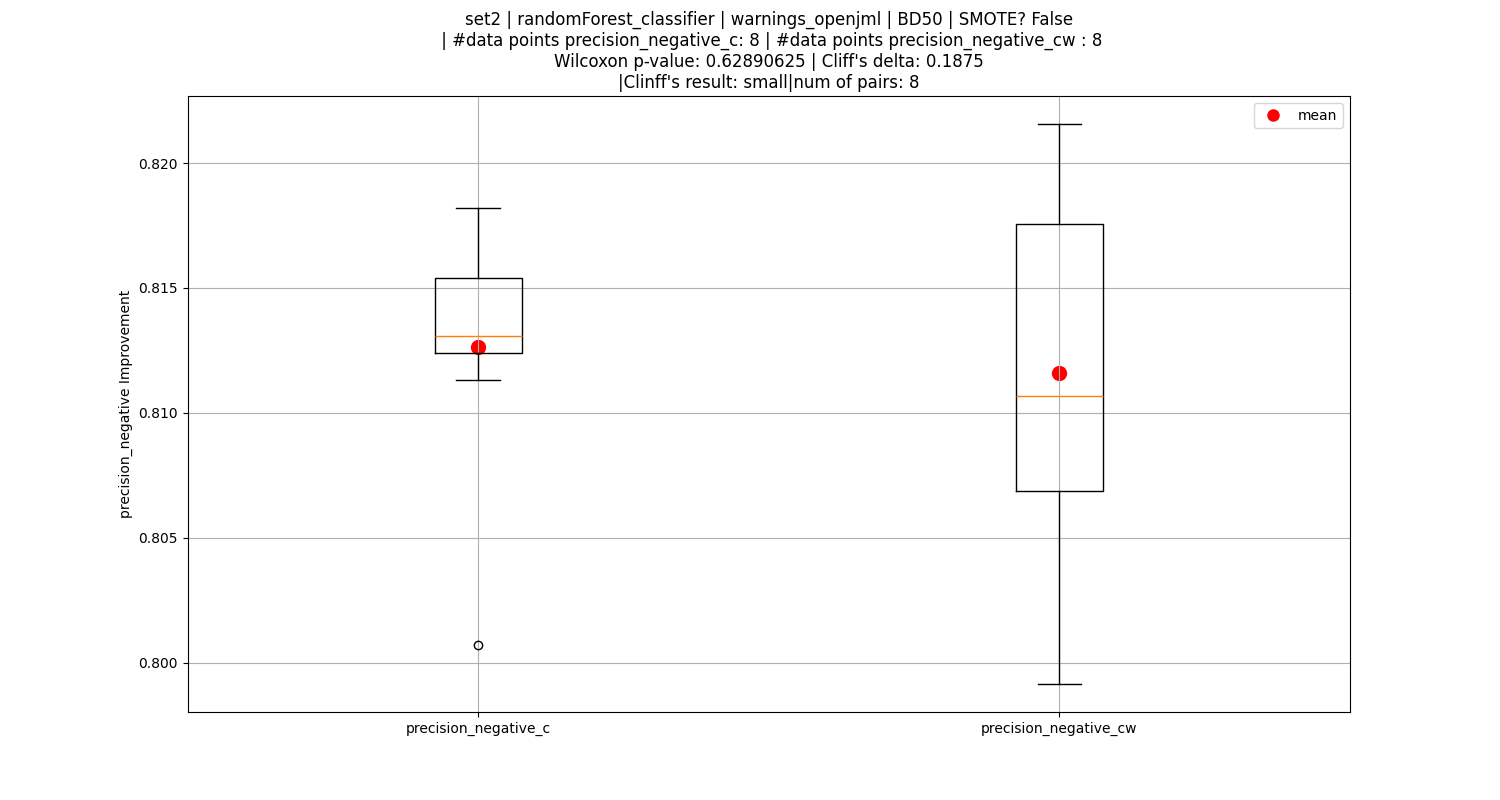 set2 | randomForest_classifier | warnings_openjml | BD50 | SMOTE? False
| #data points precision_negative_c: 8 | #data points precision_negative_cw : 8
Wilcoxon p-value: 0.62890625 | Cliff's delta: 0.1875
|Clinff's result: small|num of pairs: 8
mean
0.820
0.815
0.810
0.805
0.800
precision_negative Improvement
precision_negative_c
precision_negative_cw